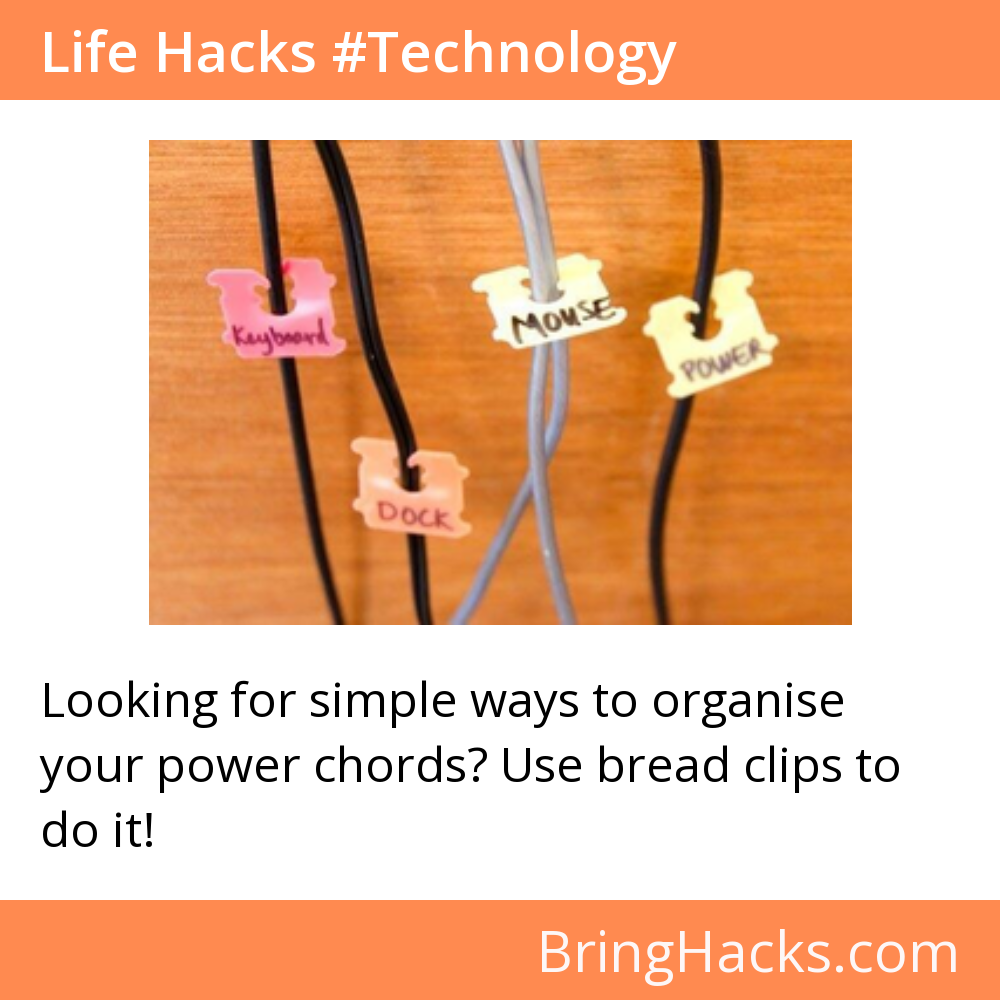 Life Hacks #Technology
Keyboard
MOUSE
POWER
DOCK
Looking for simple ways to organise
your power chords? Use bread clips to
do it!
BringHacks.com